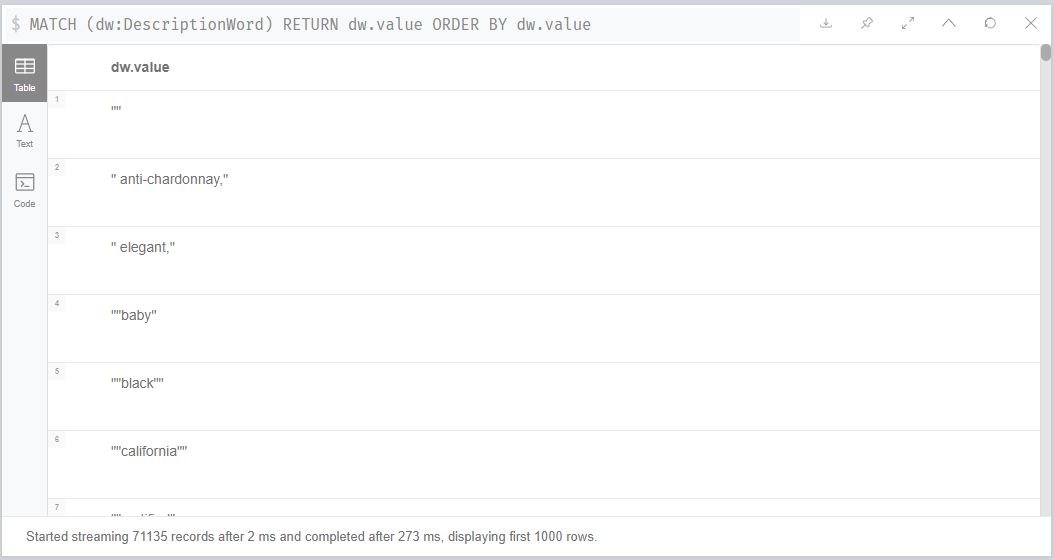 $ MATCH (dw:DescriptionWord) RETURN dw.value ORDER BY dw.value
Table
Text
Code
dw.value
1
""
2
" anti-chardonnay,"
3
" elegant,"
4
""baby"
5
""black""
6
""california""
7
Started streaming 71135 records after 2 ms and completed after 273 ms, displaying first 1000 rows.